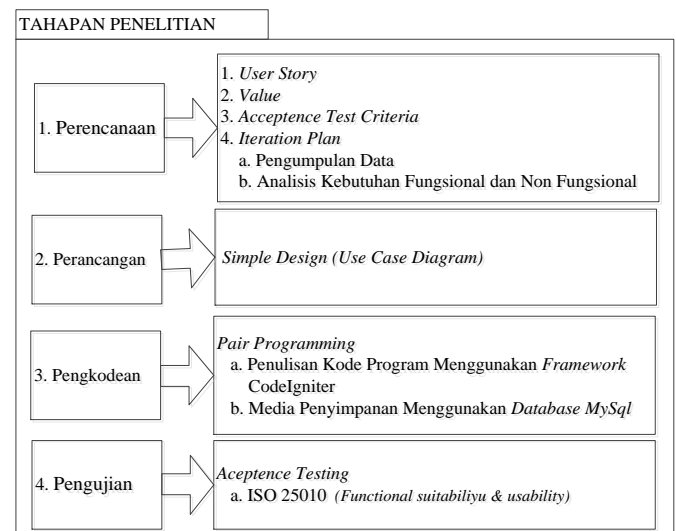 TAHAPAN PENELITIAN
1. Perencanaan
1. User Story
2. Value
3. Acceptence Test Criteria
4. Iteration Plan
a. Pengumpulan Data
b. Analisis Kebutuhan Fungsional dan Non Fungsional
2. Perancangan
Simple Design (Use Case Diagram)
3. Pengkodean
Pair Programming
a. Penulisan Kode Program Menggunakan Framework
CodeIgniter
b. Media Penyimpanan Menggunakan Database MySql
4. Pengujian
Aceptence Testing
a. ISO 25010 (Functional suitabiliyu & usability)